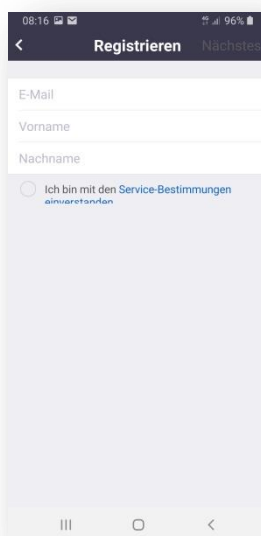 08:16 96%
Registrieren Nächstes
E-Mail
Vorname
Nachname
Ich bin mit den Service-Bestimmungen
einverstanden